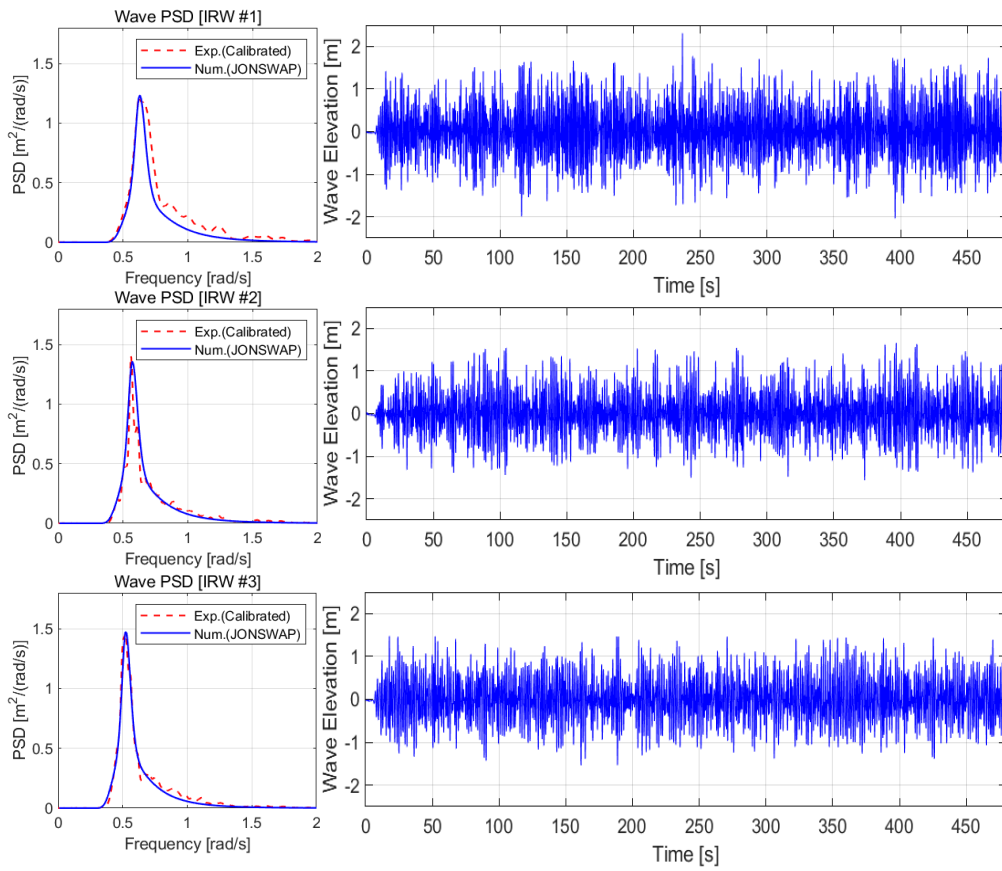 Wave PSD [IRW #1]
PSD [m²/(rad/s)]
1.5
1
0.5
0
Exp.(Calibrated)
Num.(JONSWAP)
0 0.5 1 1.5 2
Frequency [rad/s]
Wave Elevation [m]
2
1
0
-1
-2
0 50 100 150 200 250 300 350 400 450
Time [s]
Wave PSD [IRW #2]
PSD [m²/(rad/s)]
1.5
1
0.5
0
Exp.(Calibrated)
Num.(JONSWAP)
0 0.5 1 1.5 2
Frequency [rad/s]
Wave Elevation [m]
2
1
0
-1
-2
0 50 100 150 200 250 300 350 400 450
Time [s]
Wave PSD [IRW #3]
PSD [m²/(rad/s)]
1.5
1
0.5
0
Exp.(Calibrated)
Num.(JONSWAP)
0 0.5 1 1.5 2
Frequency [rad/s]
Wave Elevation [m]
2
1
0
-1
-2
0 50 100 150 200 250 300 350 400 450
Time [s]